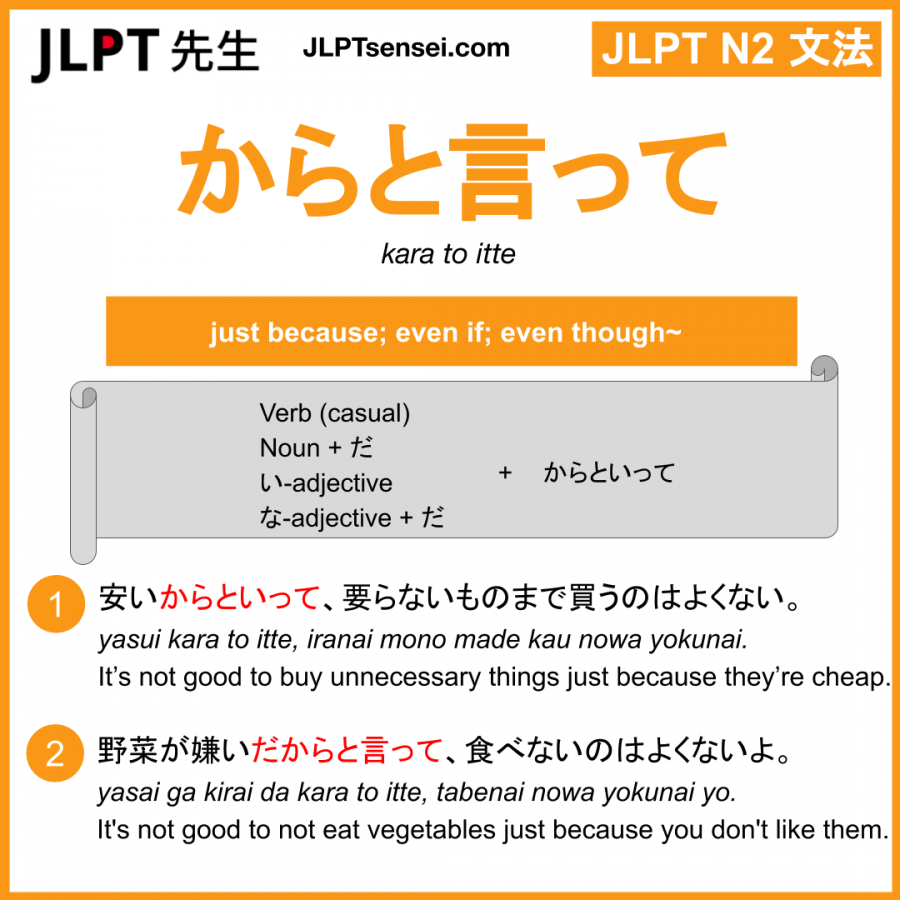 JLPT 先生
JLPTsensei.com
JLPT N2 文法
からと言って
kara to itte
just because; even if; even though~
Verb (casual)
Noun + だ
い-adjective
な-adjective + だ
+ からといって
1 安いからといって、要らないものまで買うのはよくない。
yasui kara to itte, iranai mono made kau nowa yokunai.
It’s not good to buy unnecessary things just because they’re cheap.
2 野菜が嫌いだからと言って、食べないのはよくないよ。
yasai ga kirai da kara to itte, tabenai nowa yokunai yo.
It's not good to not eat vegetables just because you don't like them.